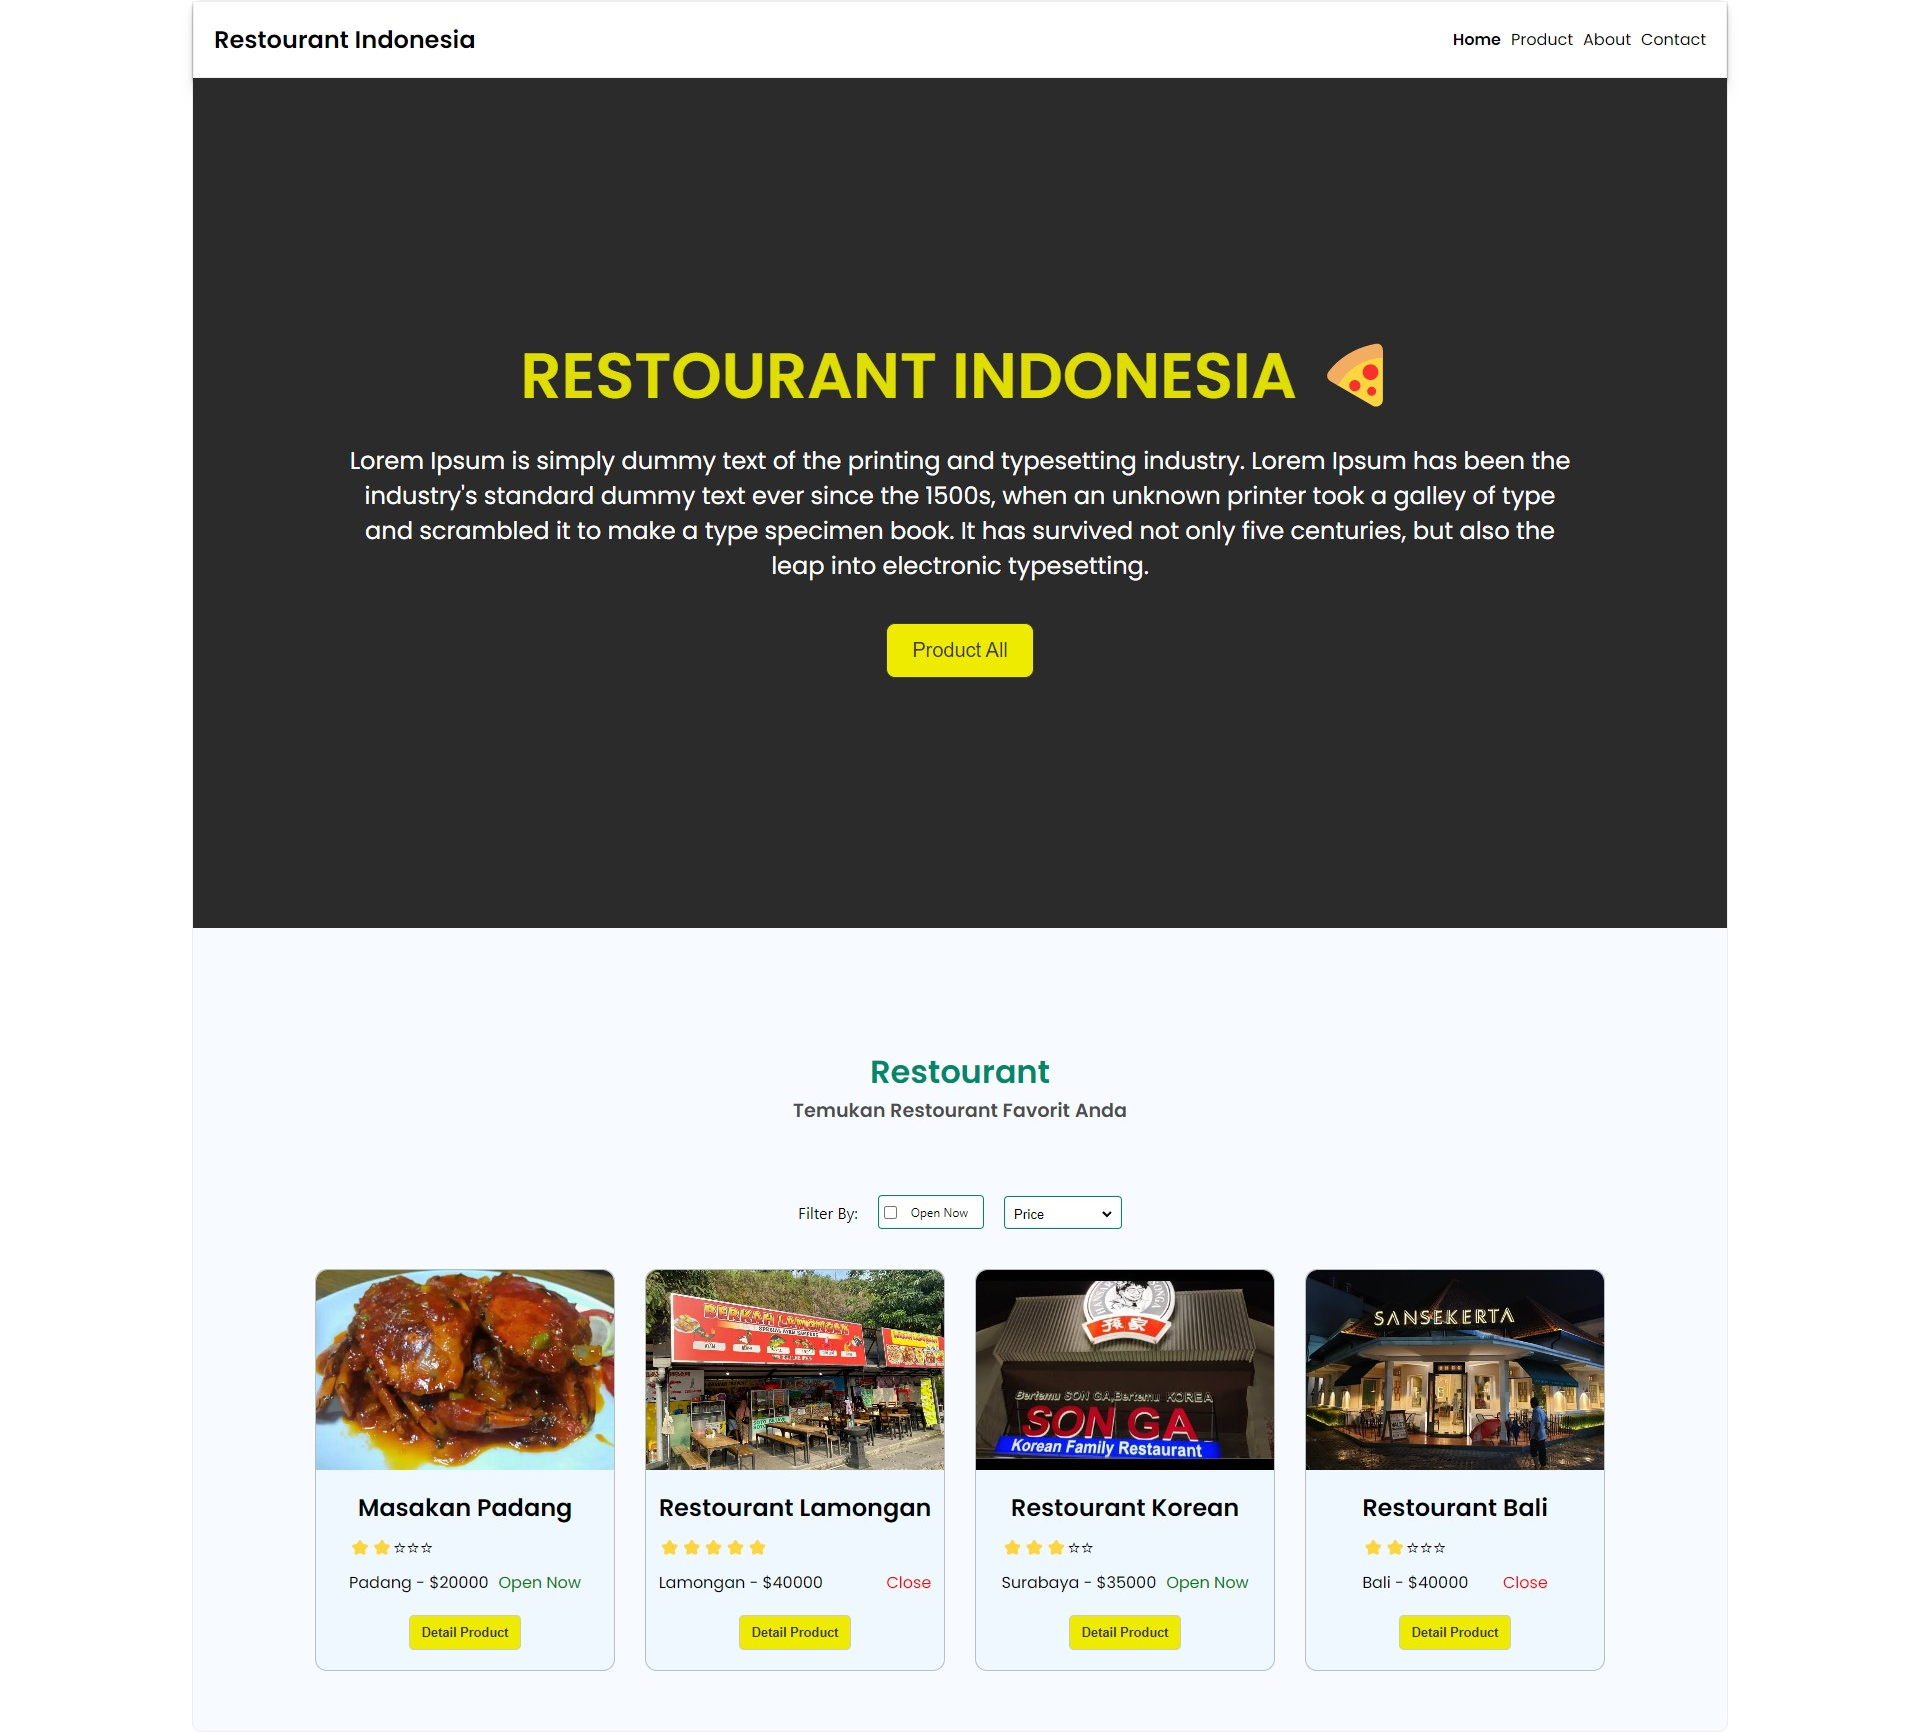 Restourant Indonesia
Home Product About Contact
RESTOURANT INDONESIA
Lorem Ipsum is simply dummy text of the printing and typesetting industry. Lorem Ipsum has been the
industry's standard dummy text ever since the 1500s, when an unknown printer took a galley of type
and scrambled it to make a type specimen book. It has survived not only five centuries, but also the
leap into electronic typesetting.
Product All
Restourant
Temukan Restourant Favorit Anda
Filter By: Open Now Price
BERKAH LAMONGAN
SANSEKERTA
孫家
Bertemu SON GA,Bertemu KOREA
SON GA
Korean Family Restaurant
Masakan Padang
Padang - $20000 Open Now
Detail Product
Restourant Lamongan
Lamongan - $40000 Close
Detail Product
Restourant Korean
Surabaya - $35000 Open Now
Detail Product
Restourant Bali
Bali - $40000 Close
Detail Product